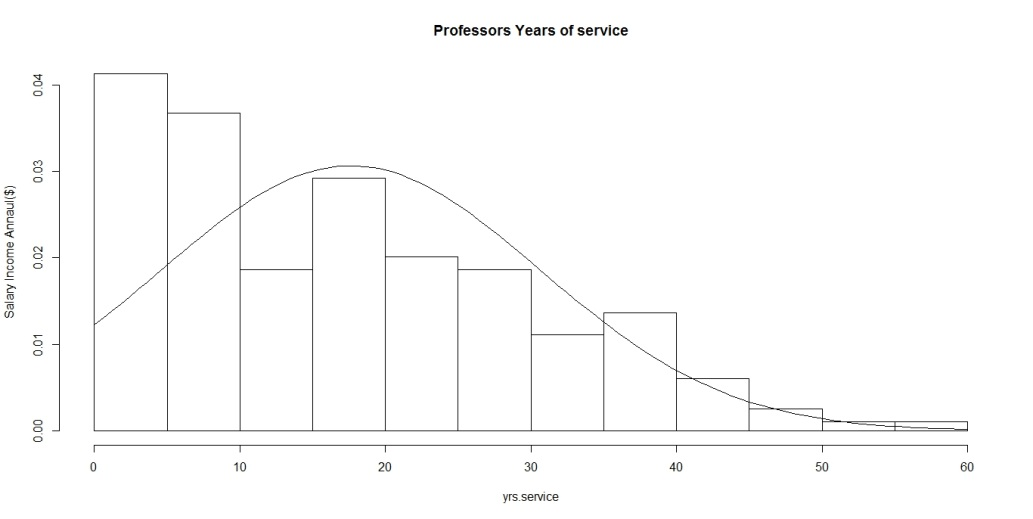 Professors Years of service
Salary Income Annaul($)
0.04
0.03
0.02
0.01
0.00
0 10 20 30 40 50 60
yrs.service